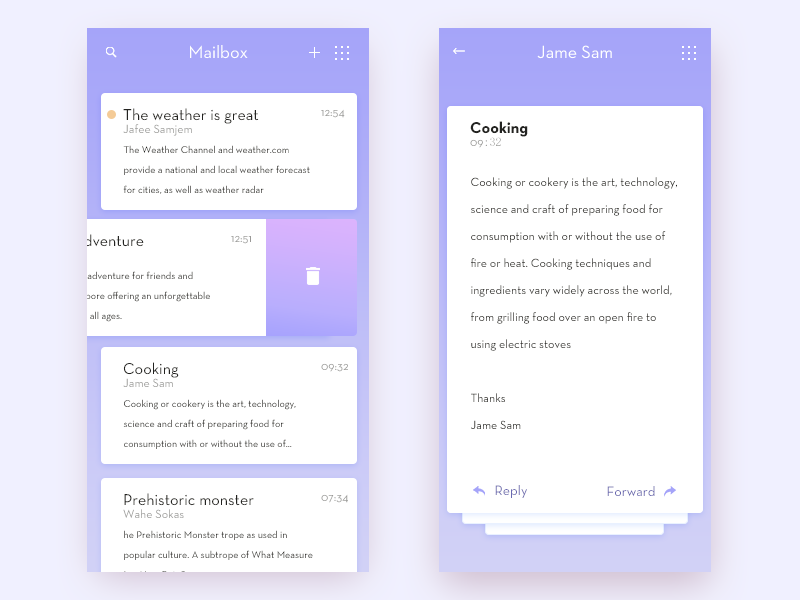 Mailbox
The weather is great 12:54
Jafee Samjem
The Weather Channel and weather.com
provide a national and local weather forecast
for cities, as well as weather radar
dventure 12:51
adventure for friends and
pore offering an unforgettable
all ages.
Cooking 09:32
Jame Sam
Cooking or cookery is the art, technology,
science and craft of preparing food for
consumption with or without the use of...
Prehistoric monster 07:34
Wahe Sokas
he Prehistoric Monster trope as used in
popular culture. A subtrope of What Measure
Jame Sam
Cooking
09:32
Cooking or cookery is the art, technology,
science and craft of preparing food for
consumption with or without the use of
fire or heat. Cooking techniques and
ingredients vary widely across the world,
from grilling food over an open fire to
using electric stoves
Thanks
Jame Sam
Reply Forward